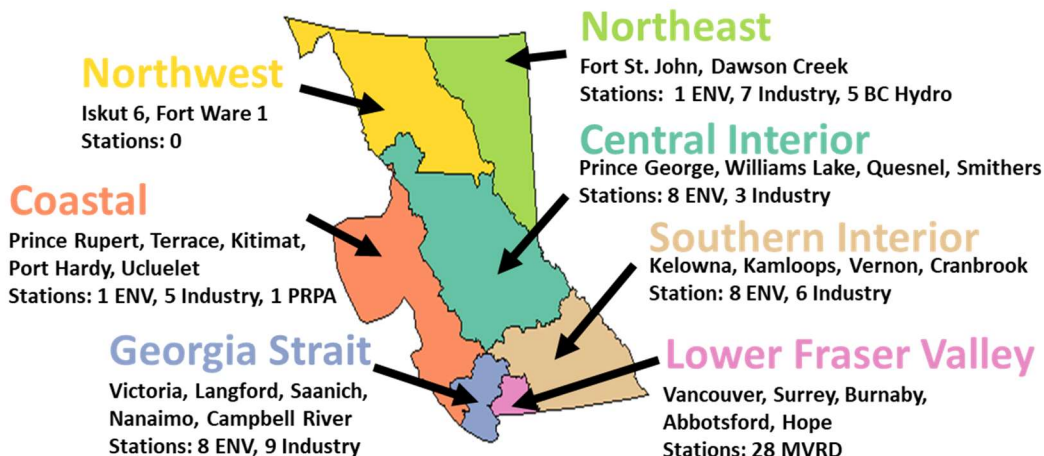 Northwest
Iskut 6, Fort Ware 1
Stations: 0
Northeast
Fort St. John, Dawson Creek
Stations: 1 ENV, 7 Industry, 5 BC Hydro
Central Interior
Prince George, Williams Lake, Quesnel, Smithers
Stations: 8 ENV, 3 Industry
Coastal
Prince Rupert, Terrace, Kitimat,
Port Hardy, Ucluelet
Stations: 1 ENV, 5 Industry, 1 PRPA
Southern Interior
Kelowna, Kamloops, Vernon, Cranbrook
Station: 8 ENV, 6 Industry
Georgia Strait
Victoria, Langford, Saanich,
Nanaimo, Campbell River
Stations: 8 ENV, 9 Industry
Lower Fraser Valley
Vancouver, Surrey, Burnaby,
Abbotsford, Hope
Stations: 28 MVRD